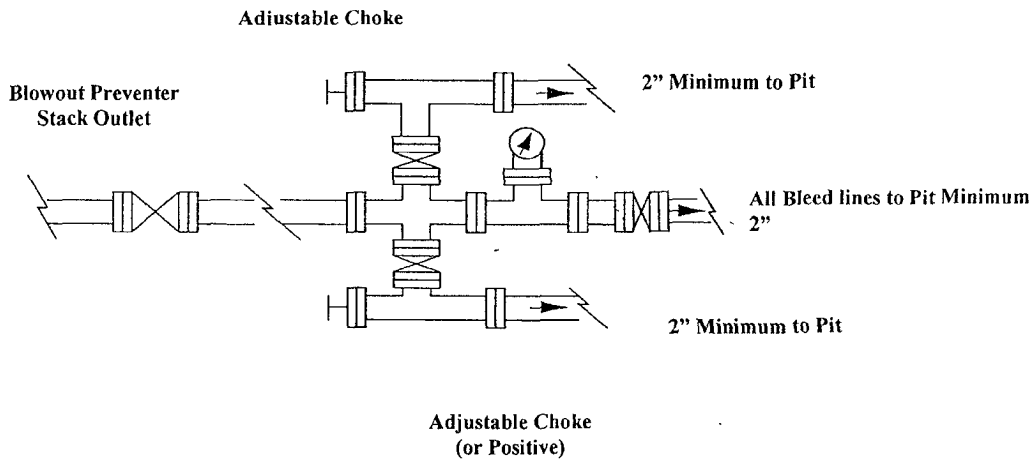 Adjustable Choke
Blowout Preventer
Stack Outlet
2” Minimum to Pit
All Bleed lines to Pit Minimum
2”
2” Minimum to Pit
Adjustable Choke
(or Positive)